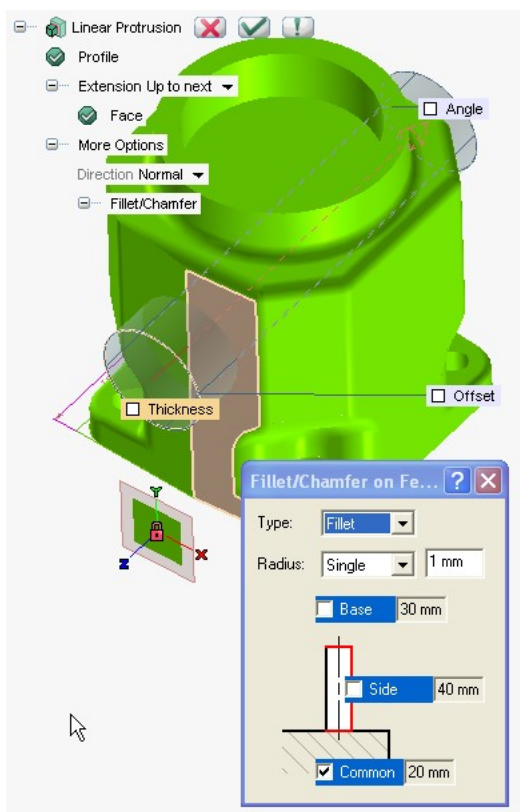 Linear Protrusion
Profile
Extension Up to next
Angle
Face
More Options
Direction Normal
Fillet/Chamfer
Offset
Thickness
Y
X
Z
Fillet/Chamfer on Fe...
Type: Fillet
Radius: Single 1 mm
Base 30 mm
Side 40 mm
Common 20 mm